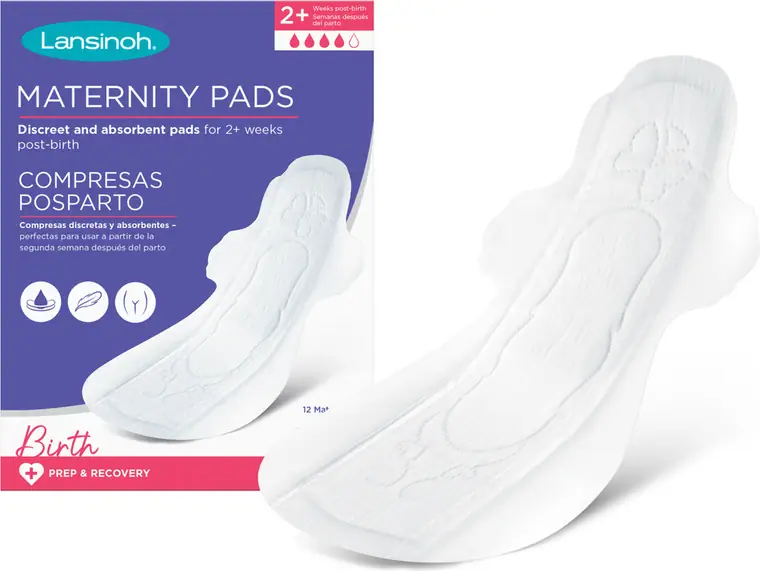 Lansinoh®
2+ Weeks post-birth
Semanas después
del parto
MATERNITY PADS
Discreet and absorbent pads for 2+ weeks
post-birth
COMPRESAS
POSPARTO
Compresas discretas y absorbentes –
perfectas para usar a partir de la
segunda semana después del parto
12
Birth
PREP & RECOVERY